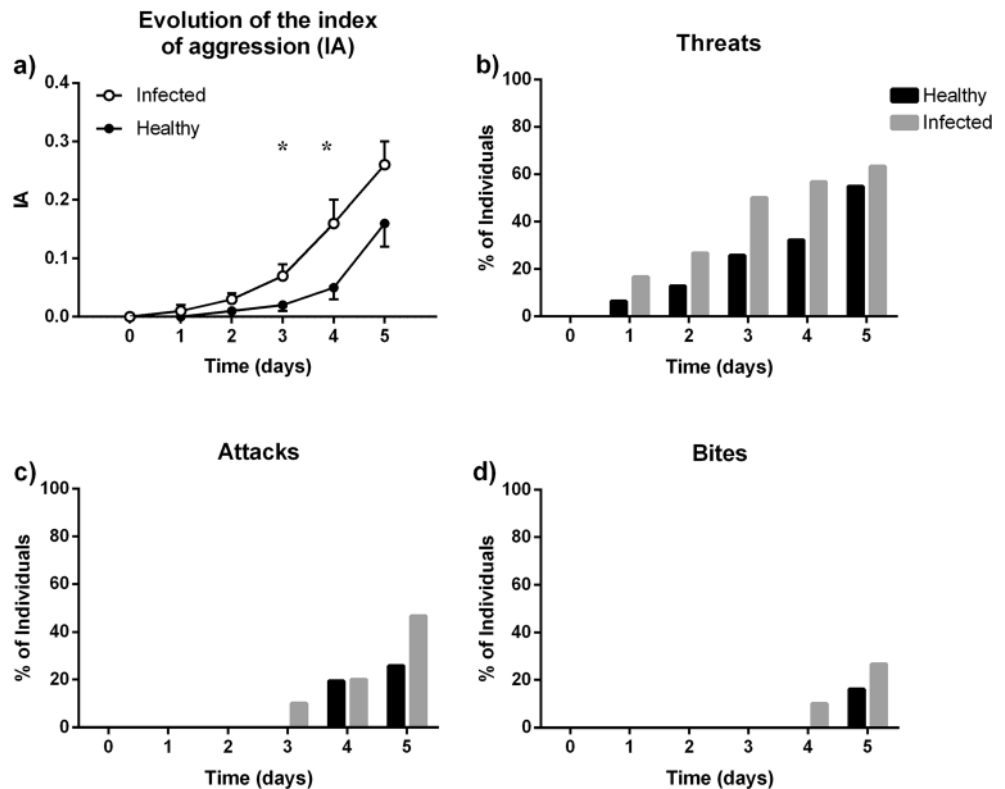 Evolution of the index
of aggression (IA)
a)
0.4
0.3
0.2
0.1
0.0
IA
Infected
Healthy
* *
0 1 2 3 4 5
Time (days)
Threats
b)
100
80
60
40
20
0
% of Individuals
Healthy
Infected
0 1 2 3 4 5
Time (days)
Attacks
c)
100
80
60
40
20
0
% of Individuals
0 1 2 3 4 5
Time (days)
Bites
d)
100
80
60
40
20
0
% of Individuals
0 1 2 3 4 5
Time (days)